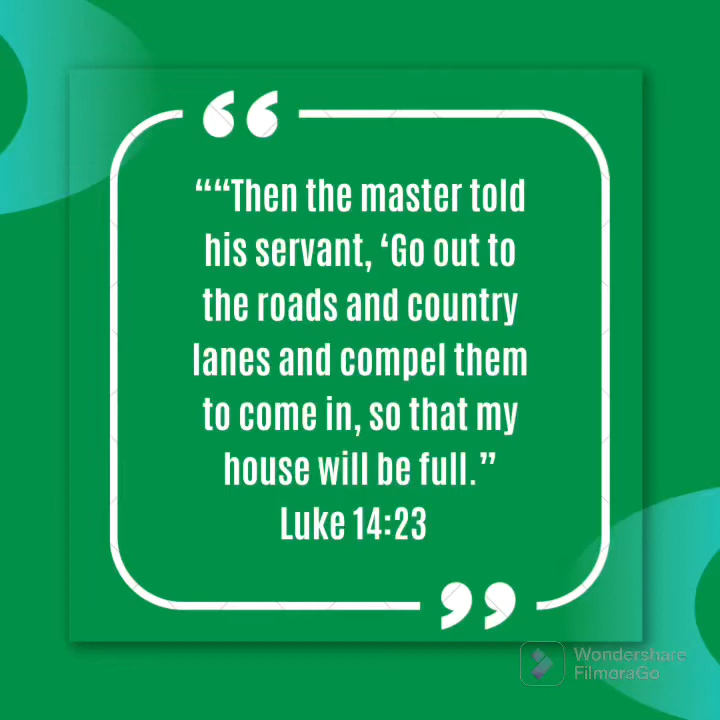 ““Then the master told
his servant, ‘Go out to
the roads and country
lanes and compel them
to come in, so that my
house will be full.”
Luke 14:23
Wondershare
FilmoraGo